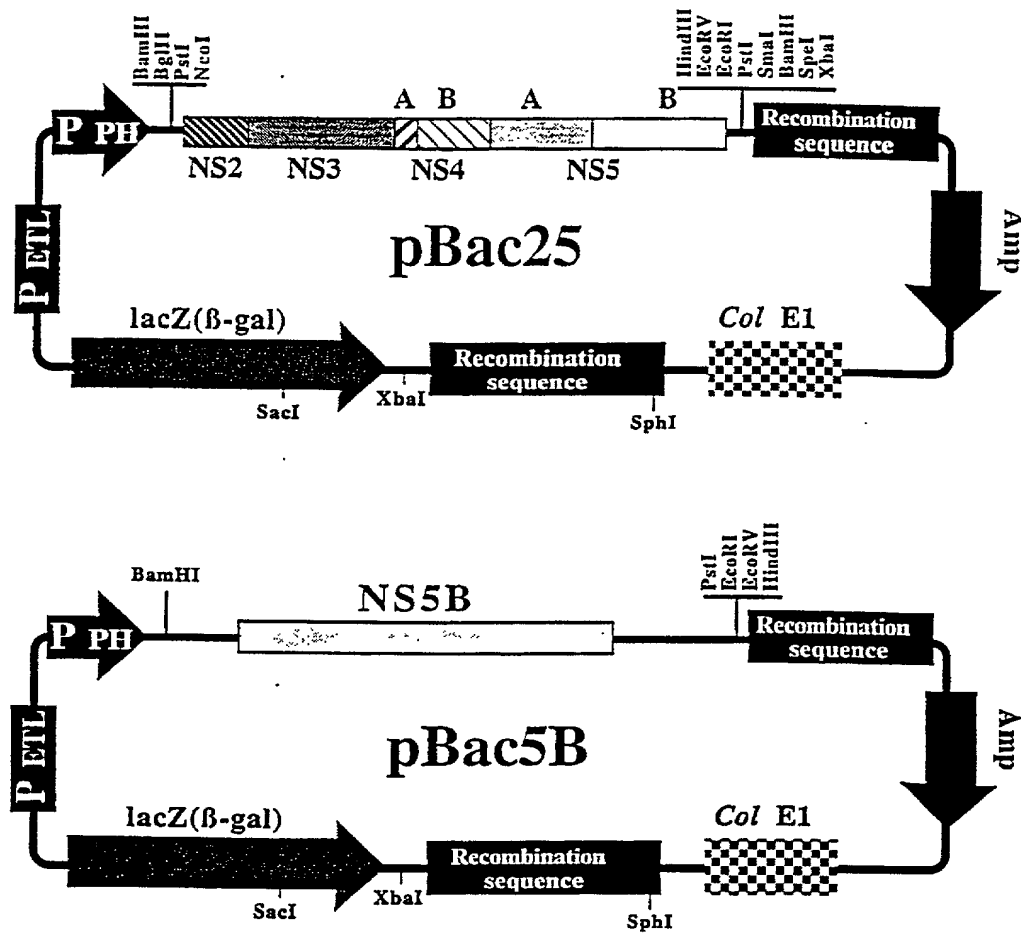 BamHII
BglII
PstI
NcoI
HindIII
EcoRV
EcoRI
PstI
SmaI
BamHII
SpeI
XbaI
P PH
A B A B
NS2 NS3 NS4 NS5
Recombination
sequence
P ETL
pBac25
Amp
lacZ(ß-gal)
Col E1
Recombination
sequence
SacI
XbaI
SphI
BamHI
PstI
EcoRI
EcoRV
HindIII
P PH
NS5B
Recombination
sequence
P ETL
pBac5B
Amp
lacZ(ß-gal)
Col E1
Recombination
sequence
SacI
XbaI
SphI